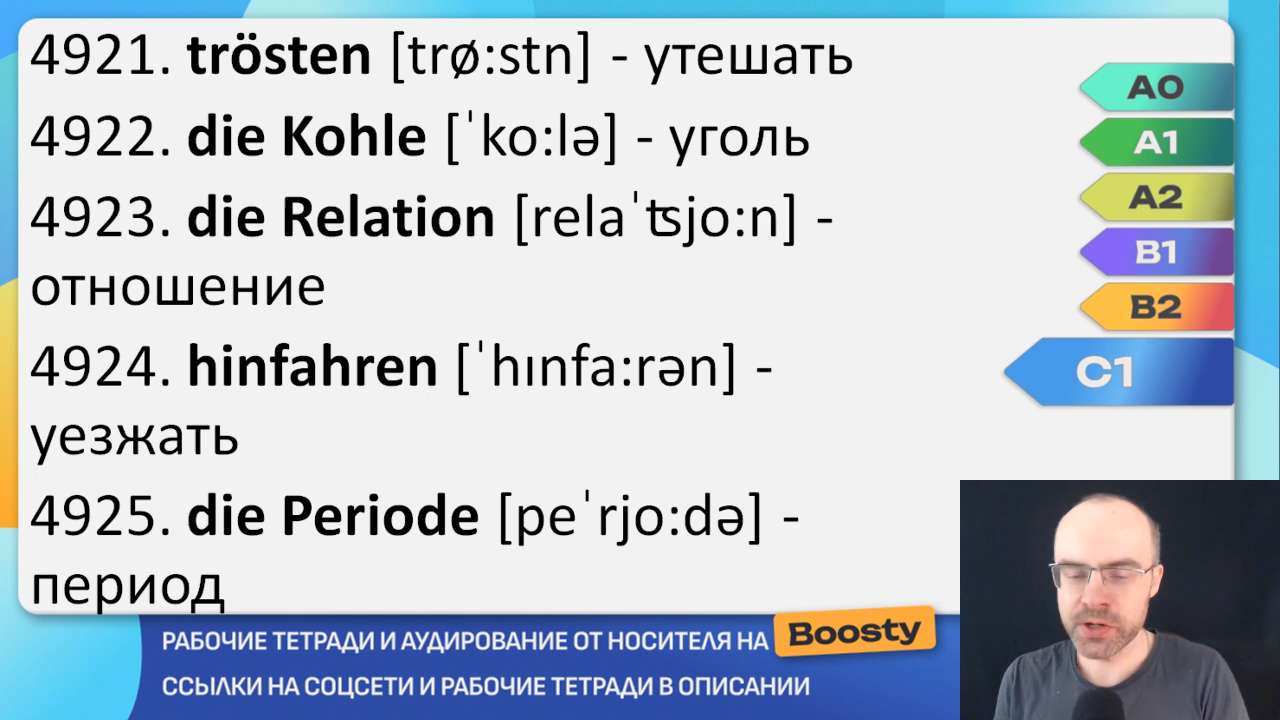 4921. trösten [trø:stn] - утешать
4922. die Kohle [ˈko:lə] - уголь
4923. die Relation [relaˈʦjo:n] -
отношение
4924. hinfahren [ˈhınfa:rən] -
уезжать
4925. die Periode [peˈrjo:də] -
период
A0
A1
A2
B1
B2
C1
РАБОЧИЕ ТЕТРАДИ И АУДИРОВАНИЕ ОТ НОСИТЕЛЯ НА Boosty
ССЫЛКИ НА СОЦСЕТИ И РАБОЧИЕ ТЕТРАДИ В ОПИСАНИИ